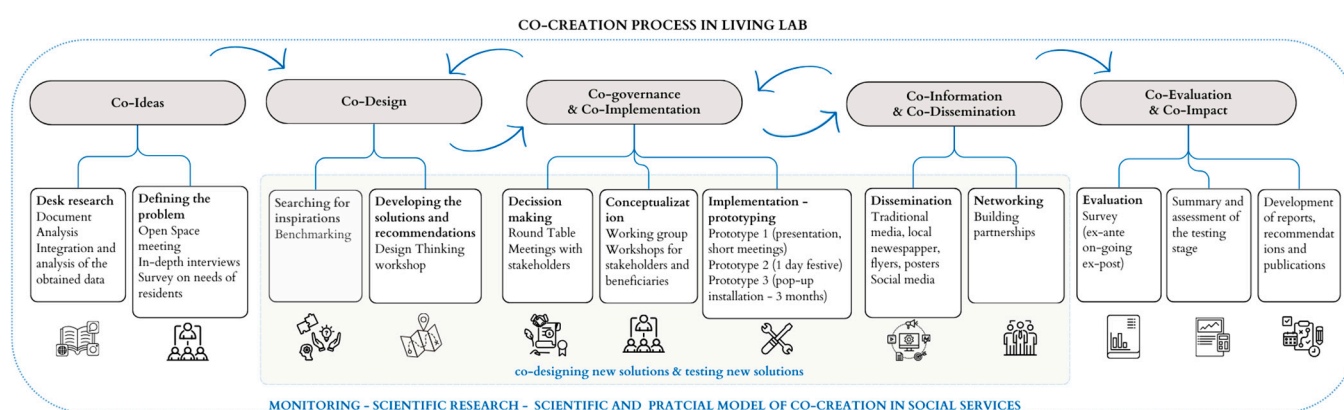 CO-CREATION PROCESS IN LIVING LAB
Co-Ideas
Co-Design
Co-governance
& Co-Implementation
Co-Information
& Co-Dissemination
Co-Evaluation
& Co-Impact
Desk research
Document
Analysis
Integration and
analysis of the
obtained data
Defining the
problem
Open Space
meeting
In-depth interviews
Survey on needs of
residents
Searching for
inspirations
Benchmarking
Developing the
solutions and
recommendations
Design Thinking
workshop
Decission
making
Round Table
Meetings with
stakeholders
Conceptualizat
ion
Working group
Workshops for
stakeholders and
beneficiaries
Implementation -
prototyping
Prototype 1 (presentation,
short meetings)
Prototype 2 (1 day festive)
Prototype 3 (pop-up
installation - 3 months)
Dissemination
Traditional
media, local
newespapper,
flyers, posters
Social media
Networking
Building
partnerships
Evaluation
Survey
(ex-ante
on-going
ex-post)
Summary and
assessment of
the testing
stage
Development
of reports,
recommendat
ions and
publications
co-designing new solutions & testing new solutions
MONITORING - SCIENTIFIC RESEARCH - SCIENTIFIC AND PRATCIAL MODEL OF CO-CREATION IN SOCIAL SERVICES